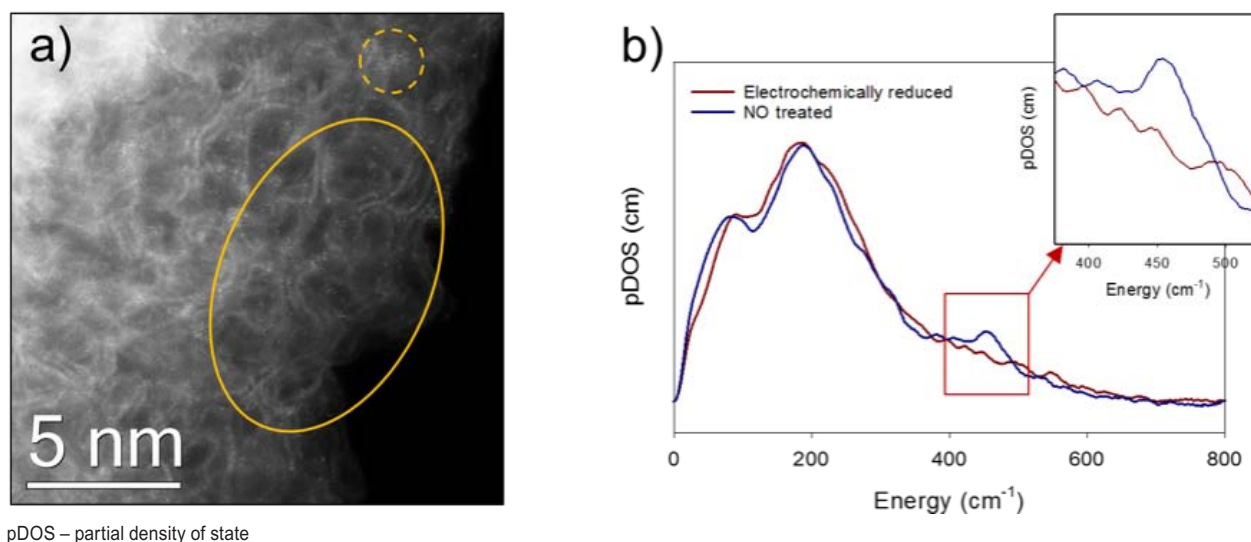 a)
5 nm
b)
Electrochemically reduced
NO treated
pDOS (cm)
0 200 400 600 800
Energy (cm⁻¹)
pDOS (cm)
400 450 500
Energy (cm⁻¹)
pDOS – partial density of state